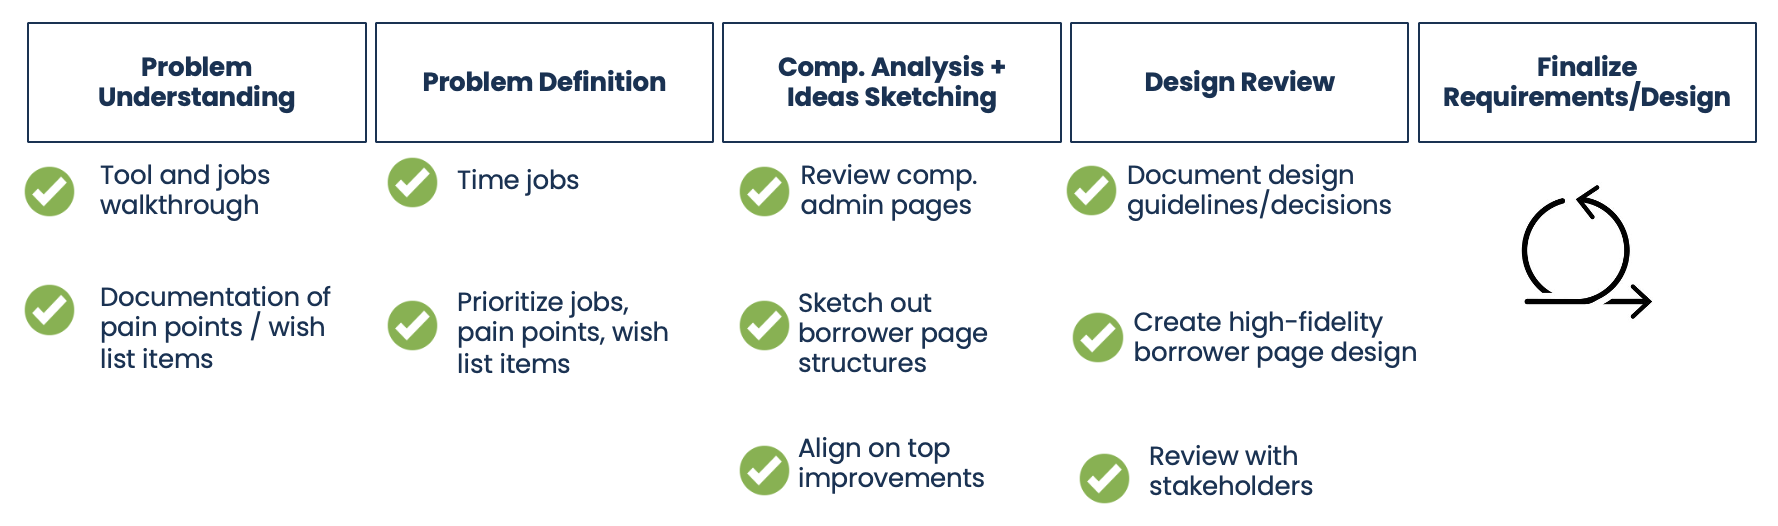 Problem
Understanding
Problem Definition
Comp. Analysis +
Ideas Sketching
Design Review
Finalize
Requirements/Design
Tool and jobs
walkthrough
Documentation of
pain points / wish
list items
Time jobs
Prioritize jobs,
pain points, wish
list items
Review comp.
admin pages
Sketch out
borrower page
structures
Align on top
improvements
Document design
guidelines/decisions
Create high-fidelity
borrower page design
Review with
stakeholders